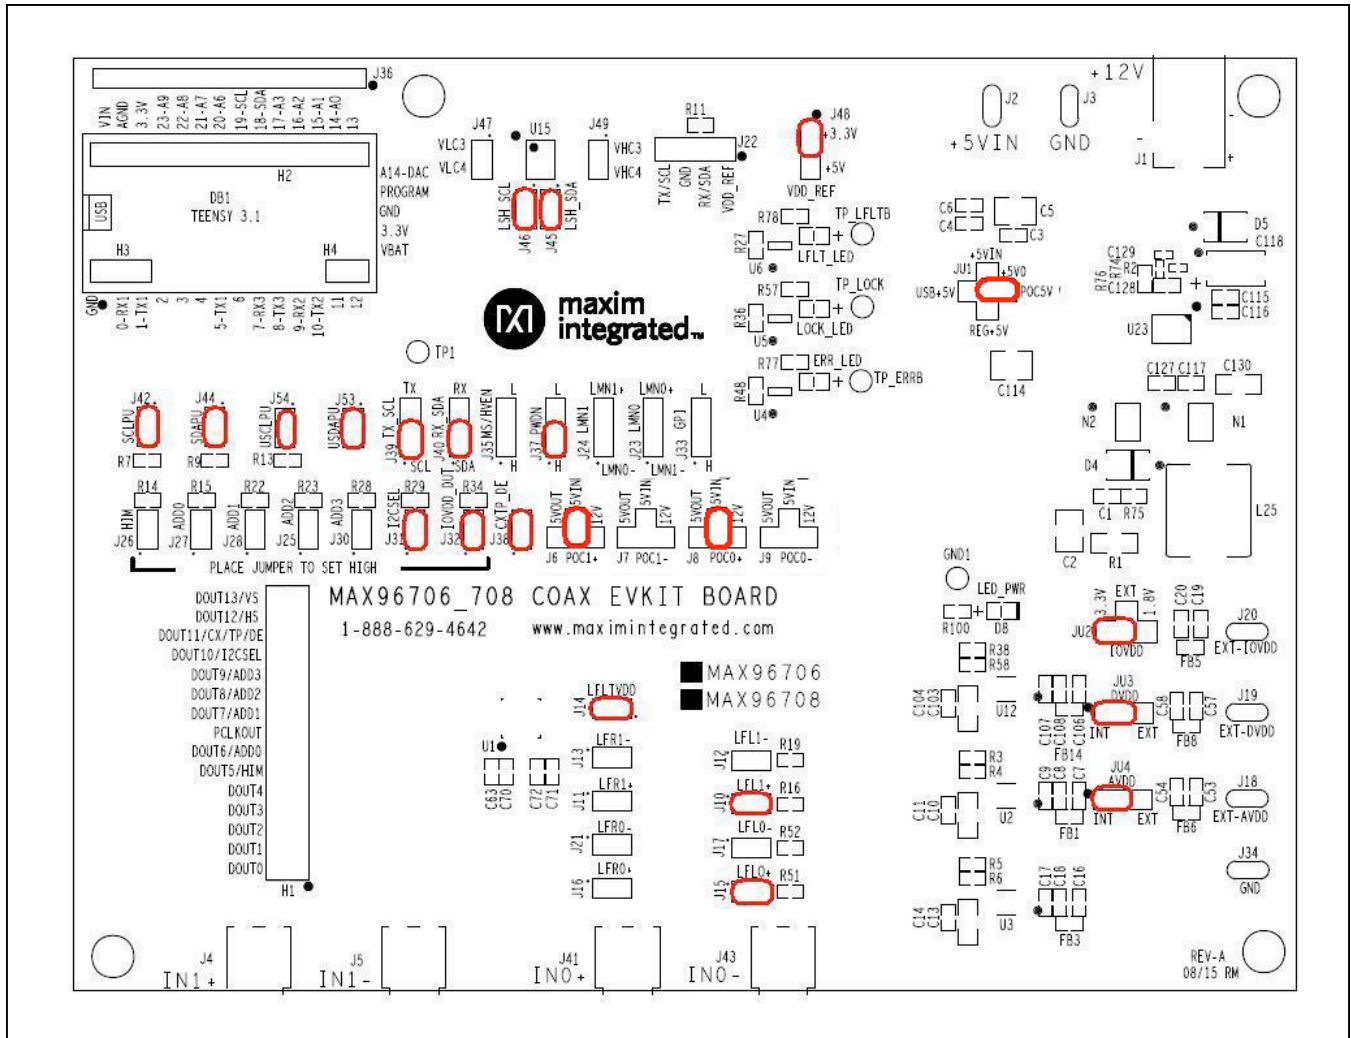 J36
VIN
AGND
3.3V
23-A9
22-A8
21-A7
20-A6
19-SCL
18-SDA
17-A3
16-A2
15-A1
14-A0
13
H2
A14-DAC
PROGRAM
GND
3.3V
VBAT
DB1
TEENSY 3.1
USB
H3
H4
GND
0-RX1
1-TX1
2
3
4
5-TX1
6
7-RX3
8-TX3
9-RX2
10-TX2
11
12
J47
VLC3
VLC4
U15
J49
VHC3
VHC4
LSH_SCL
J46
LSH_SDA
J45
R11
J22
TX/SCL
GND
RX/SDA
VDD_REF
J48
+3.3V
+5V
VDD_REF
+12V
J2
+5VIN
J3
GND
J1
-
+
R78
TP_LFLTB
R27
U6
LFLT_LED
R57
TP_LOCK
R36
U5
LOCK_LED
R77
ERR_LED
R48
U4
TP_ERRB
C6
C4
C5
C3
+5VIN
JU1
+5VO
USB+5V
POC5V
REG+5V
C114
D5
C118
C129
R2
R74
R76
C128
C115
C116
U23
C127
C117
C130
N2
N1
D4
C1
R75
L25
C2
R1
maxim
integrated™
TP1
J42
SCLPU
R7
J44
SDAPU
R9
J54
USCLPU
R13
J53
USDAPU
TX
J39 TX_SCL
SCL
RX
J40 RX_SDA
SDA
L
J35 MS/HVEN
H
L
J37 PWDN
H
LMN1+
J24 LMN1
LMN0-
LMN0+
J23 LMN0
LMN1-
L
J33 GPI
H
R14
HIM
J26
R15
ADD0
J27
R22
ADD1
J28
R23
ADD2
J25
R28
ADD3
J30
R29
I2CSEL
J31
R34
IOVDD_OUT
J32
CXTP_DE
J38
5VOUT
5VIN
12V
J6 POC1+
5VOUT
5VIN
12V
J7 POC1-
5VOUT
5VIN
12V
J8 POC0+
5VOUT
5VIN
12V
J9 POC0-
PLACE JUMPER TO SET HIGH
MAX96706_708 COAX EVKIT BOARD
1-888-629-4642 www.maximintegrated.com
MAX96706
MAX96708
DOUT13/VS
DOUT12/HS
DOUT11/CX/TP/DE
DOUT10/I2CSEL
DOUT9/ADD3
DOUT8/ADD2
DOUT7/ADD1
PCLKOUT
DOUT6/ADD0
DOUT5/HIM
DOUT4
DOUT3
DOUT2
DOUT1
DOUT0
H1
U1
C63
C70
C72
C71
LFLTVDD
J14
LFR1-
J13
LFR1+
J11
LFR0-
J21
LFR0+
J16
LFL1-
J12
R19
LFL1+
J10
R16
LFL0-
J17
R52
LFL0+
J15
R51
GND1
LED_PWR
R100
D8
R38
R58
C104
C103
U12
R3
R4
C11
C10
U2
R5
R6
C14
C13
U3
3.3V
EXT
1.8V
JU2
IOVDD
C20
C19
FB5
J20
EXT-IOVDD
C107
C108
C106
FB14
JU3
DVDD
INT
EXT
C58
C57
FB8
J19
EXT-DVDD
C9
C8
C7
FB1
JU4
AVDD
INT
EXT
C54
C53
FB6
J18
EXT-AVDD
C17
C18
C16
FB3
J34
GND
J4
IN1+
J5
IN1-
J41
IN0+
J43
IN0-
REV-A
08/15 RM